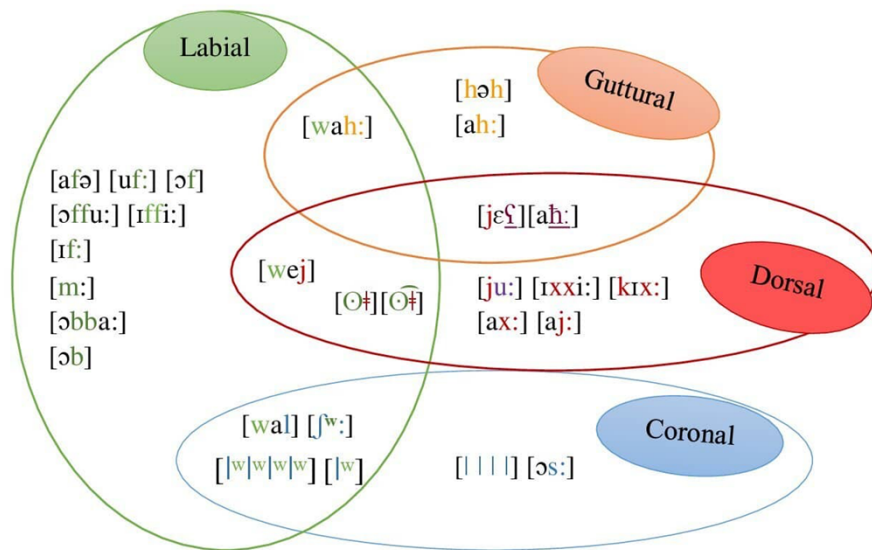 Labial
Guttural
[həh]
[wah:]
[ah:]
[afə] [uf:] [ɔf]
[ɔffu:] [ɪffi:]
[ɪf:]
[m:]
[ɔbba:]
[ɔb]
[jɛʕ][aħ:]
[wej]
Dorsal
[ju:] [ɪxxi:] [kɪx:]
[ax:] [aj:]
[ʘǂ][ʘ͡ǂ]
Coronal
[wal] [ʃʷ:]
[|ʷ|ʷ|ʷ|ʷ] [|ʷ]
[| | | |] [ɔs:]